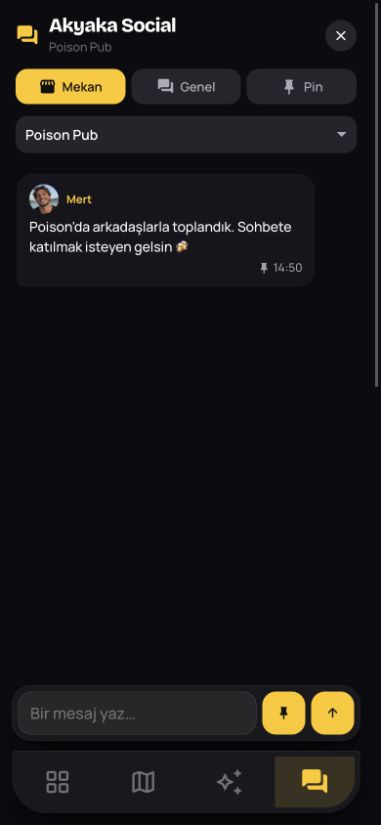 Akyaka Social
Poison Pub
Mekan
Genel
Pin
Poison Pub
Mert
Poison'da arkadaşlarla toplandık. Sohbete
katılmak isteyen gelsin 🍻
14:50
Bir mesaj yaz...